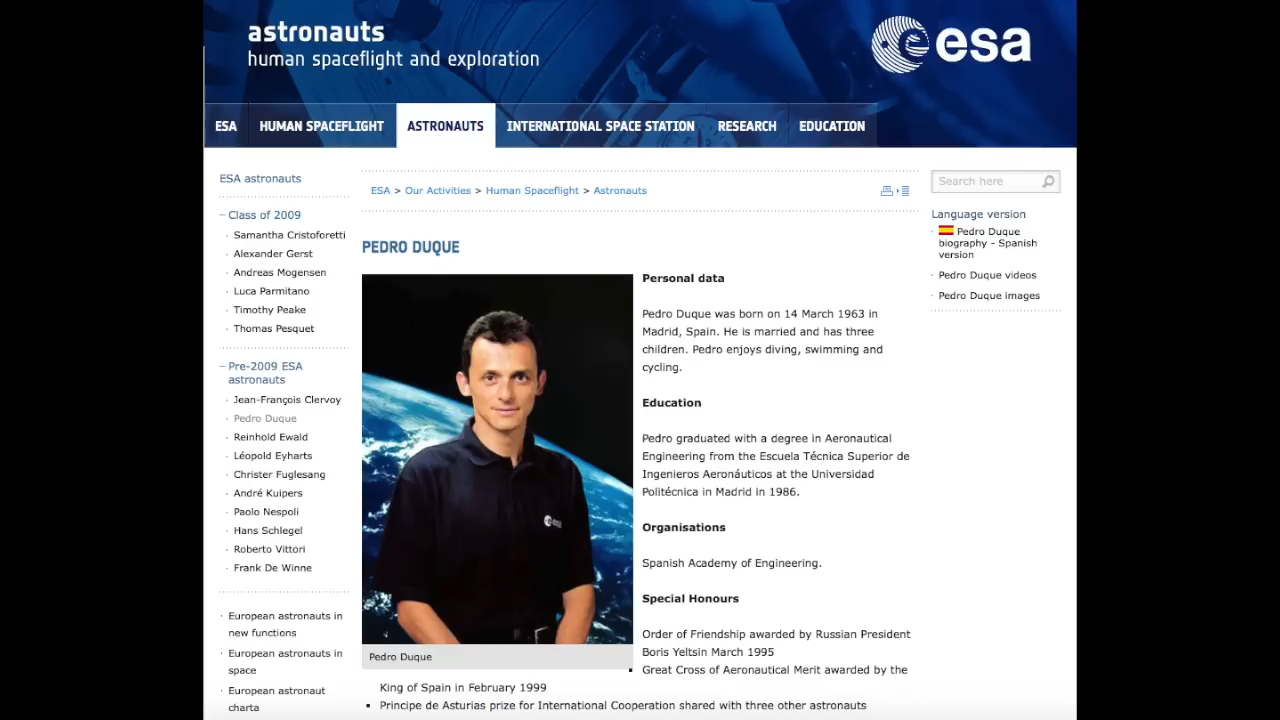 astronauts
human spaceflight and exploration
esa
ESA
HUMAN SPACEFLIGHT
ASTRONAUTS
INTERNATIONAL SPACE STATION
RESEARCH
EDUCATION
ESA astronauts
Class of 2009
Samantha Cristoforetti
Alexander Gerst
Andreas Mogensen
Luca Parmitano
Timothy Peake
Thomas Pesquet
Pre-2009 ESA
astronauts
Jean-François Clervoy
Pedro Duque
Reinhold Ewald
Léopold Eyharts
Christer Fuglesang
André Kuipers
Paolo Nespoli
Hans Schlegel
Roberto Vittori
Frank De Winne
European astronauts in
new functions
European astronauts in
space
European astronaut
charta
ESA > Our Activities > Human Spaceflight > Astronauts
PEDRO DUQUE
esa
Pedro Duque
Personal data
Pedro Duque was born on 14 March 1963 in
Madrid, Spain. He is married and has three
children. Pedro enjoys diving, swimming and
cycling.
Education
Pedro graduated with a degree in Aeronautical
Engineering from the Escuela Técnica Superior de
Ingenieros Aeronáuticos at the Universidad
Politécnica in Madrid in 1986.
Organisations
Spanish Academy of Engineering.
Special Honours
Order of Friendship awarded by Russian President
Boris Yeltsin March 1995
Great Cross of Aeronautical Merit awarded by the
King of Spain in February 1999
Principe de Asturias prize for International Cooperation shared with three other astronauts
Search here
Language version
Pedro Duque
biography - Spanish
version
Pedro Duque videos
Pedro Duque images